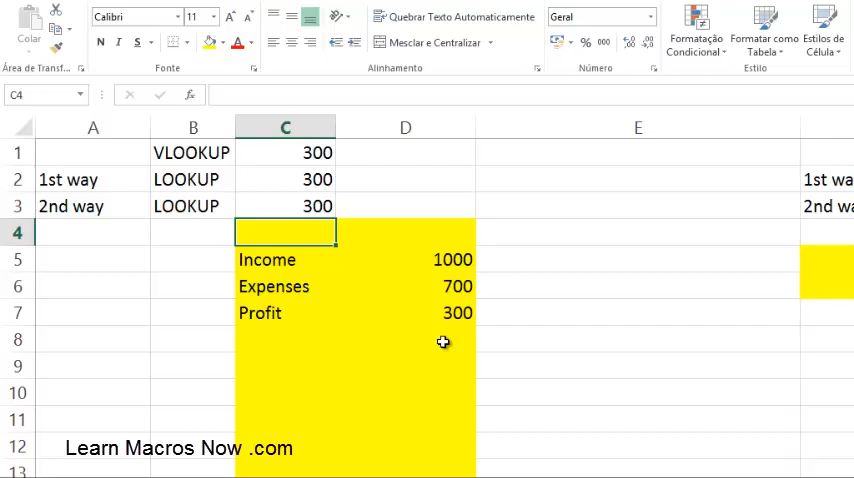 Calibri 11 A A Quebrar Texto Automaticamente Geral
Colar N I S A Mesclar e Centralizar % 000 Formatação Condicional Formatar como Tabela Estilos de Célula
Área de Transf... Fonte Alinhamento Número Estilo
C4 fx
A B C D E
1 VLOOKUP 300
2 1st way LOOKUP 300 1st wa
3 2nd way LOOKUP 300 2nd wa
4
5 Income 1000
6 Expenses 700
7 Profit 300
8
9
10
11
12 Learn Macros Now .com
13